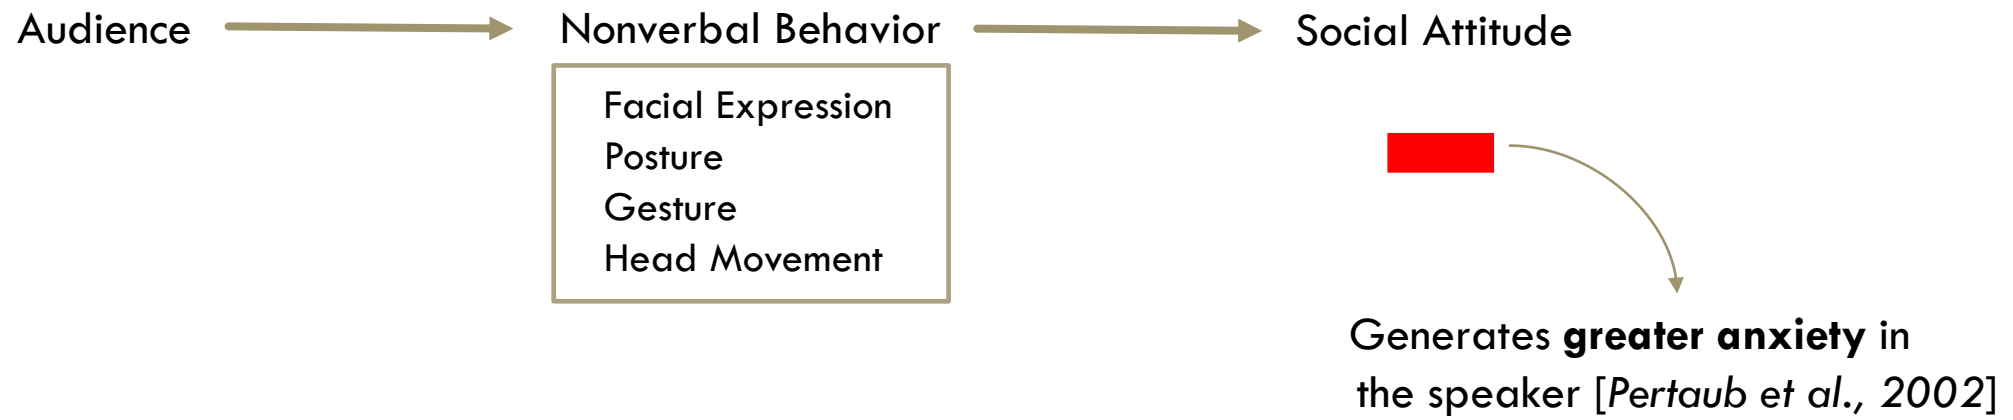 Audience
Nonverbal Behavior
Social Attitude
Facial Expression
Posture
Gesture
Head Movement
Generates greater anxiety in
the speaker [Pertaub et al., 2002]